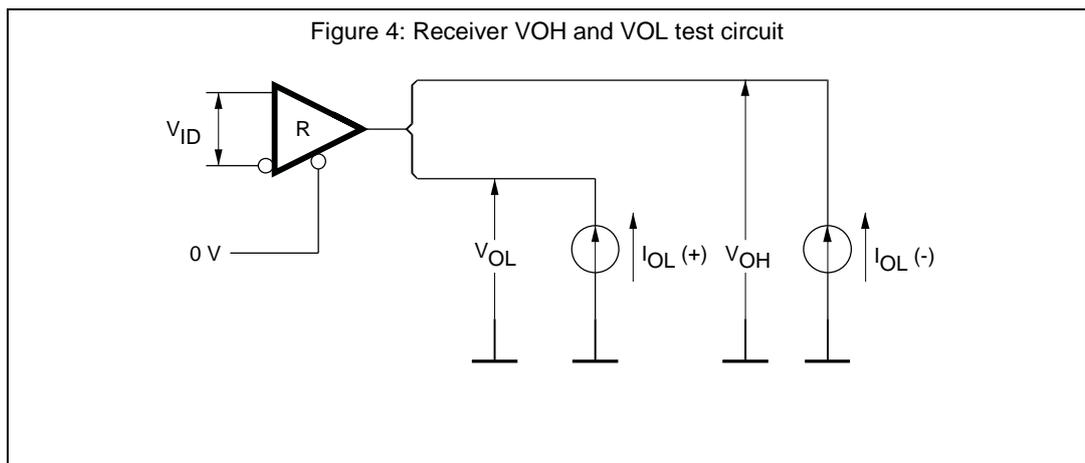 Figure 4: Receiver VOH and VOL test circuit
VID
R
0 V
VOL
IOL (+)
VOH
IOL (-)